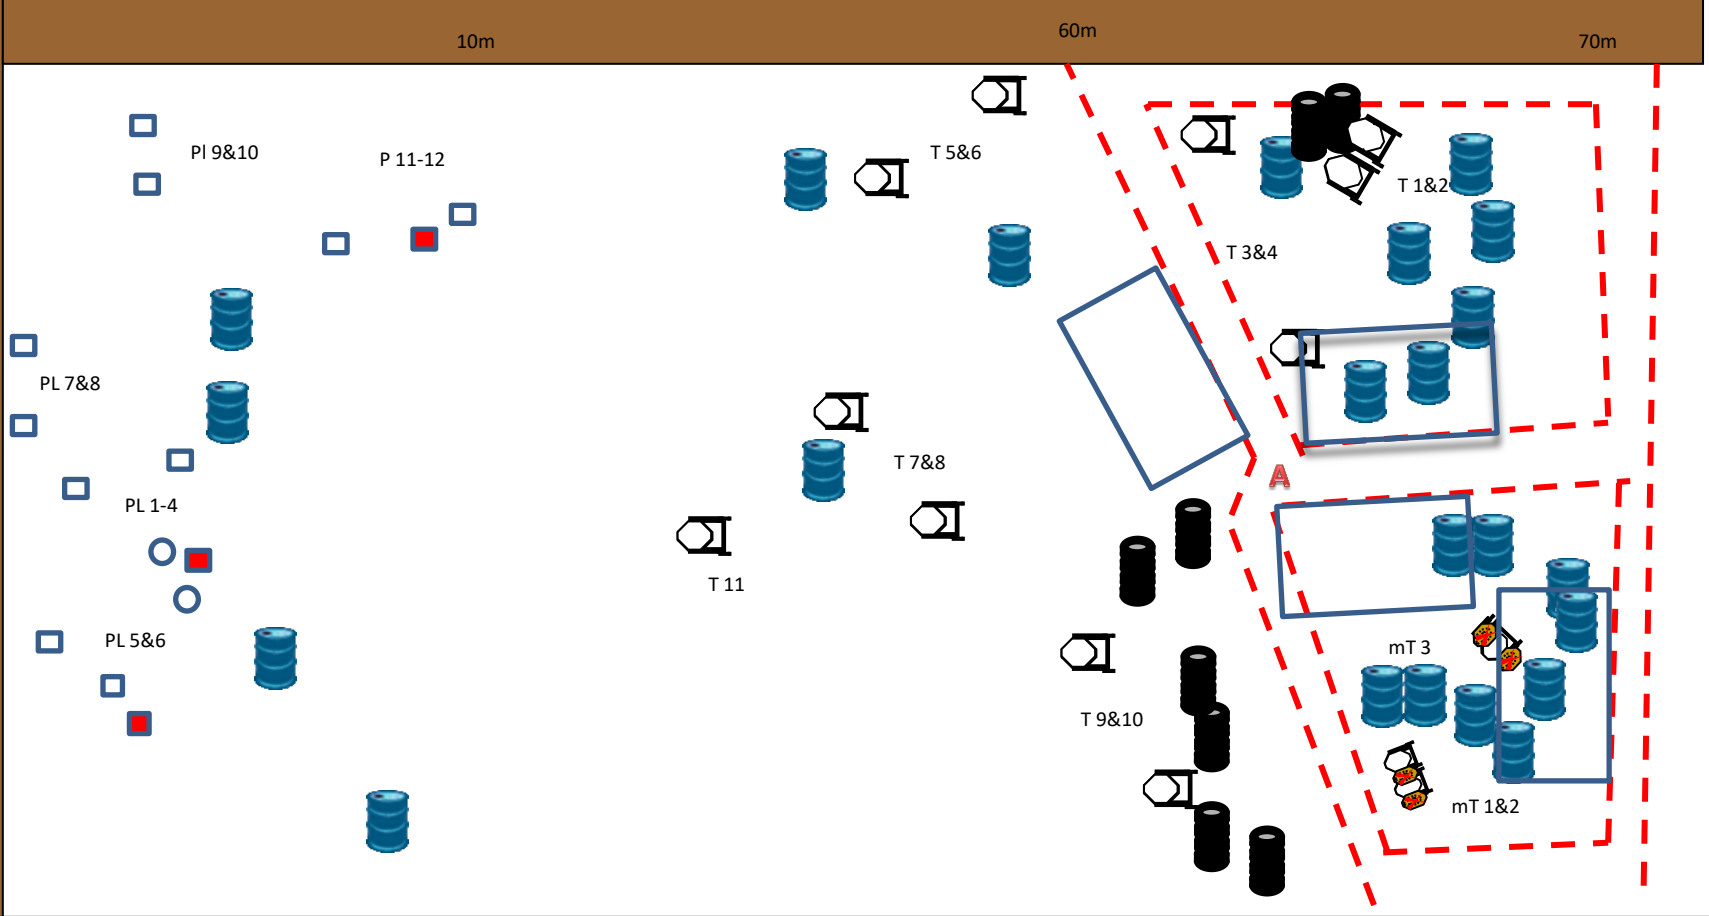 10m
60m
70m
Pl 9&10
P 11-12
T 5&6
T 1&2
T 3&4
PL 7&8
T 7&8
A
PL 1-4
T 11
PL 5&6
mT 3
T 9&10
mT 1&2